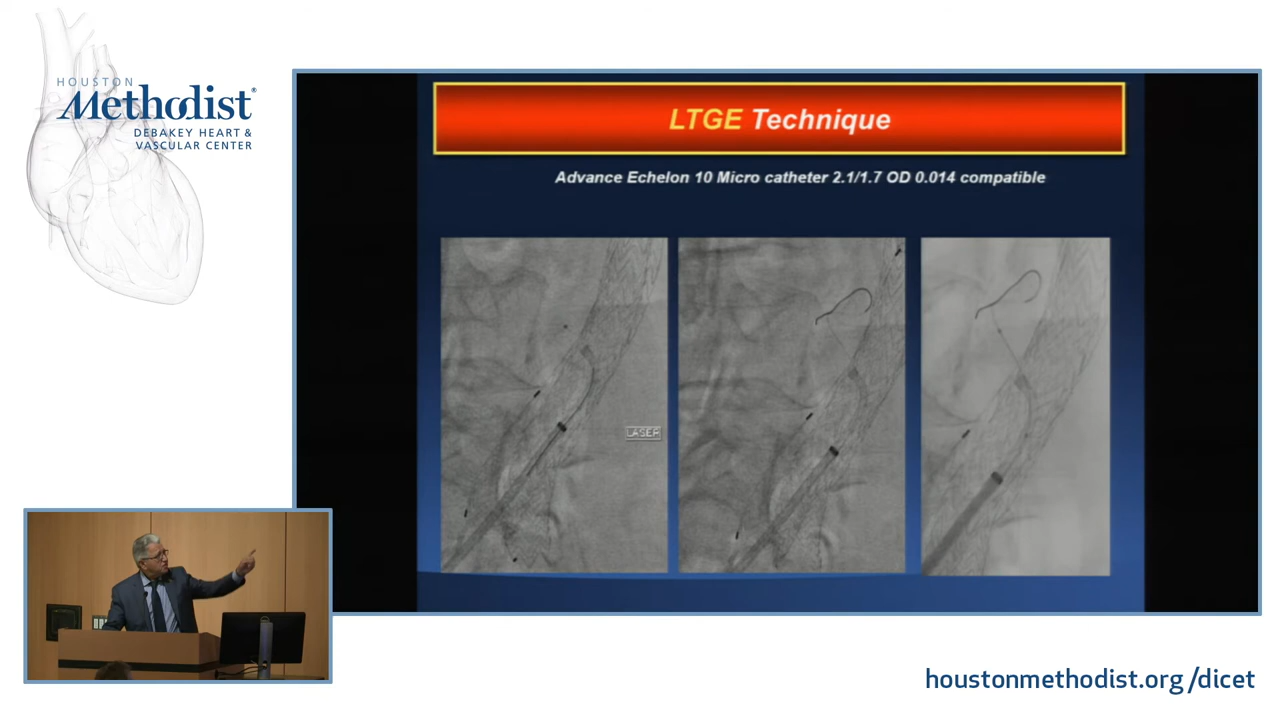 HOUSTON
Methodist®
DEBAKEY HEART &
VASCULAR CENTER
LTGE Technique
Advance Echelon 10 Micro catheter 2.1/1.7 OD 0.014 compatible
LASER
houstonmethodist.org/dicet